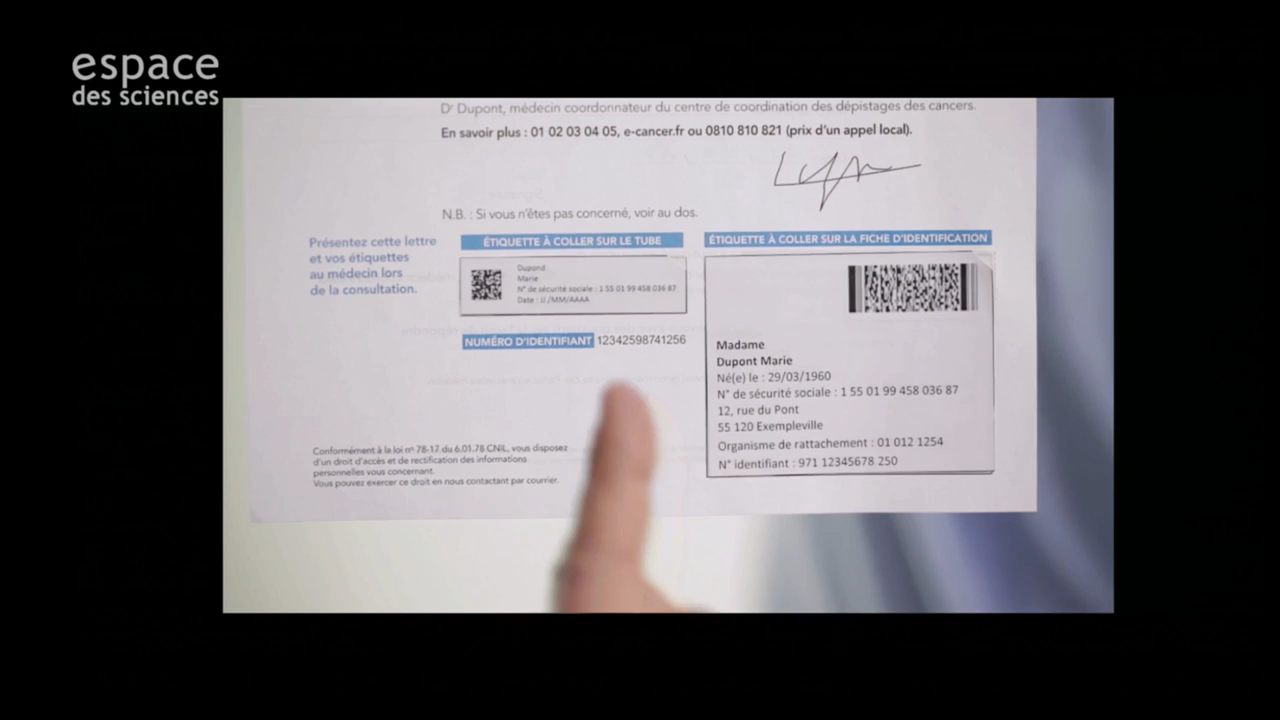 espace
des sciences
Dr Dupont, médecin coordonnateur du centre de coordination des dépistages des cancers.
En savoir plus : 01 02 03 04 05, e-cancer.fr ou 0810 810 821 (prix d'un appel local).
N.B. : Si vous n'êtes pas concerné, voir au dos.
Présentez cette lettre
et vos étiquettes
au médecin lors
de la consultation.
ÉTIQUETTE À COLLER SUR LE TUBE
Dupond
Marie
N° de sécurité sociale : 1 55 01 99 458 036 87
Date : JJ /MM/AAAA
NUMÉRO D'IDENTIFIANT 12342598741256
ÉTIQUETTE À COLLER SUR LA FICHE D'IDENTIFICATION
Madame
Dupont Marie
Né(e) le : 29/03/1960
N° de sécurité sociale : 1 55 01 99 458 036 87
12, rue du Pont
55 120 Exempleville
Organisme de rattachement : 01 012 1254
N° identifiant : 971 12345678 250
Conformément à la loi n° 78-17 du 6.01.78 CNIL, vous disposez
d'un droit d'accès et de rectification des informations
personnelles vous concernant.
Vous pouvez exercer ce droit en nous contactant par courrier.